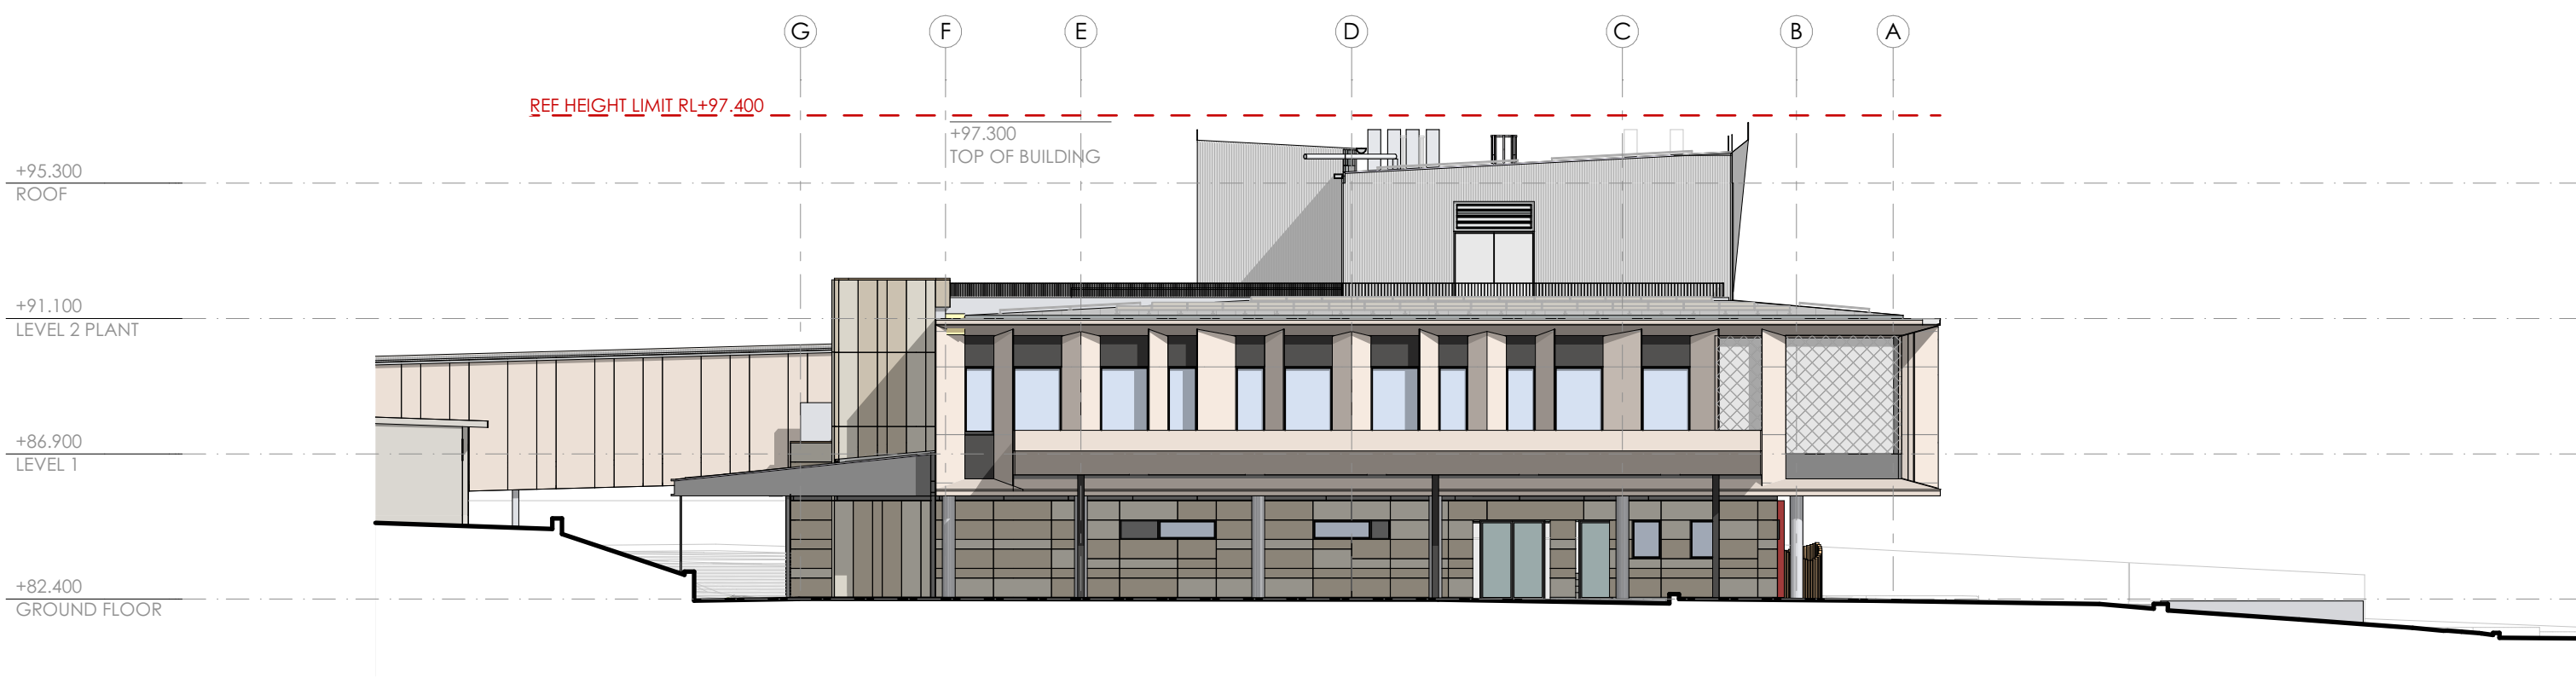 G F E D C B A
REF HEIGHT LIMIT RL+97.400
+97.300
TOP OF BUILDING
+95.300
ROOF
+91.100
LEVEL 2 PLANT
+86.900
LEVEL 1
+82.400
GROUND FLOOR